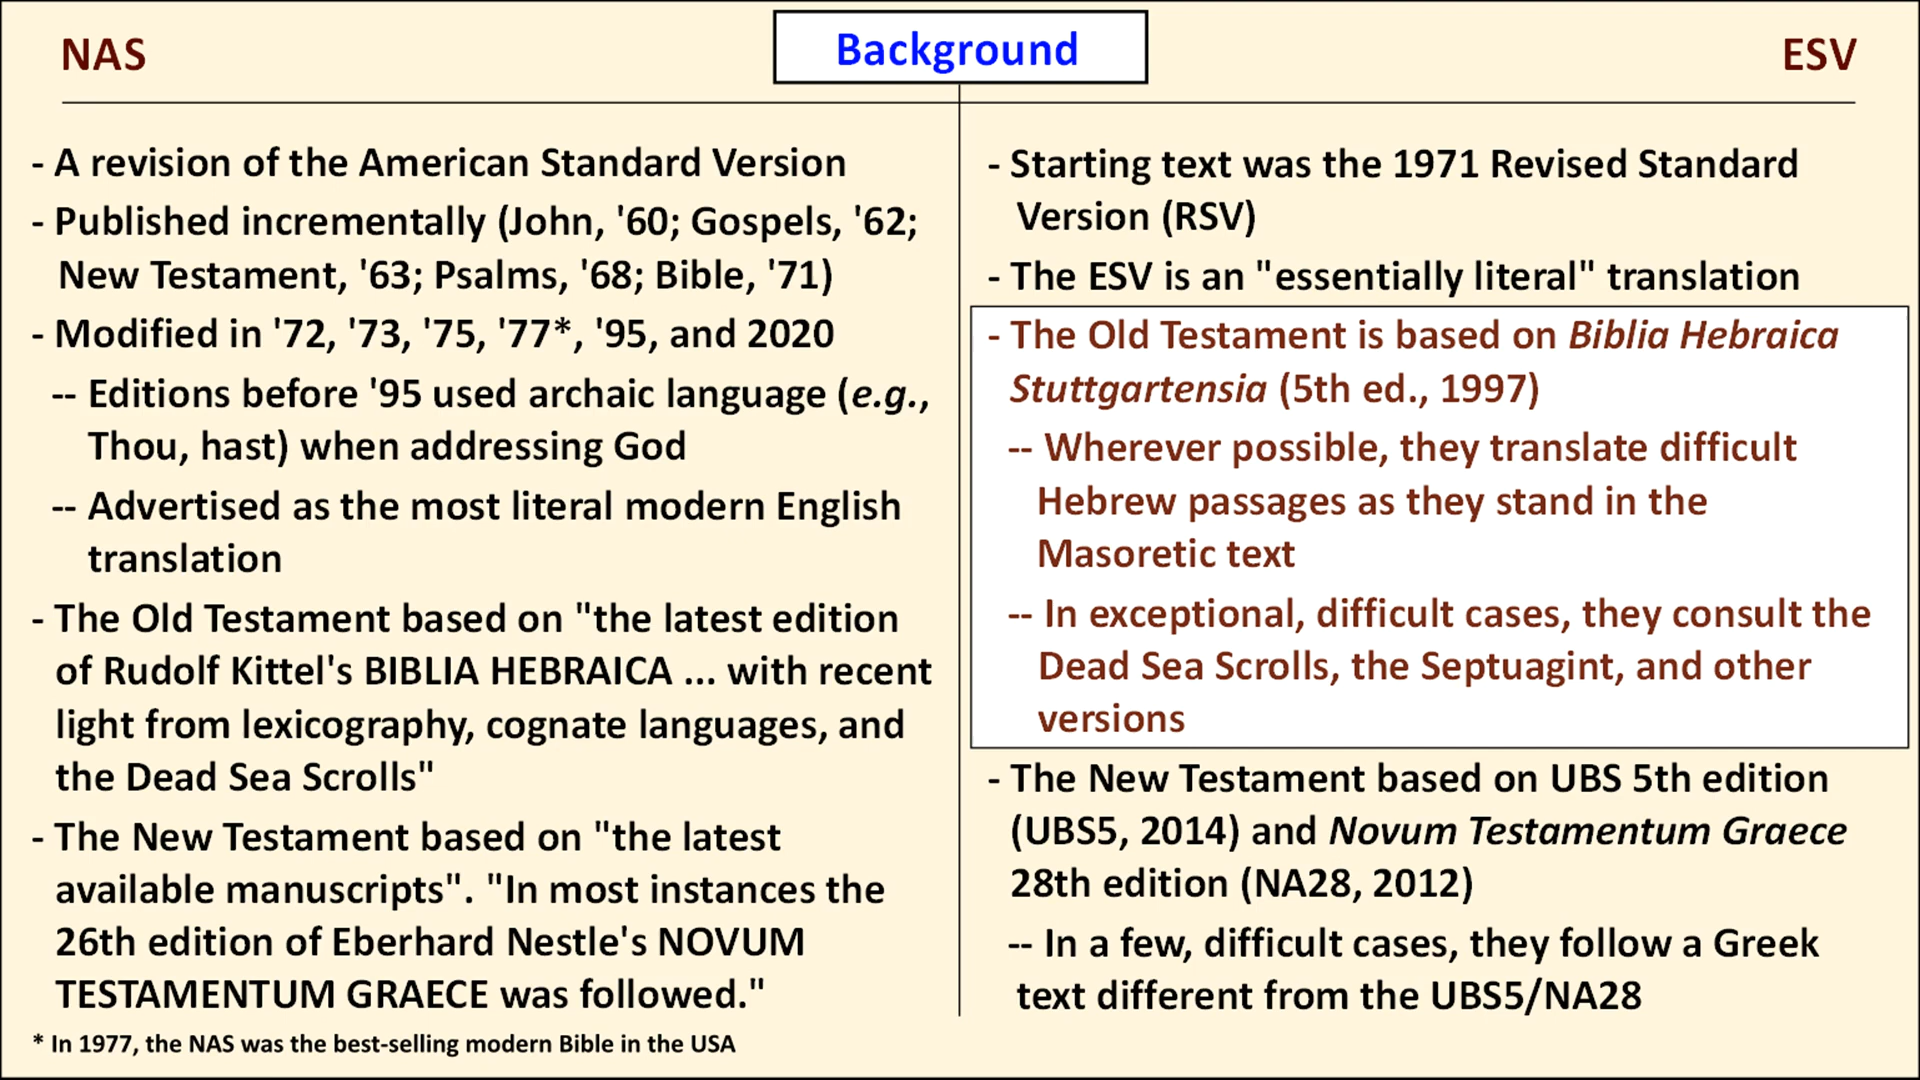 Background
NAS
- A revision of the American Standard Version
- Published incrementally (John, '60; Gospels, '62;
New Testament, '63; Psalms, '68; Bible, '71)
- Modified in '72, '73, '75, '77*, '95, and 2020
-- Editions before '95 used archaic language (e.g.,
Thou, hast) when addressing God
-- Advertised as the most literal modern English
translation
- The Old Testament based on "the latest edition
of Rudolf Kittel's BIBLIA HEBRAICA ... with recent
light from lexicography, cognate languages, and
the Dead Sea Scrolls"
- The New Testament based on "the latest
available manuscripts". "In most instances the
26th edition of Eberhard Nestle's NOVUM
TESTAMENTUM GRAECE was followed."
* In 1977, the NAS was the best-selling modern Bible in the USA
ESV
- Starting text was the 1971 Revised Standard
Version (RSV)
- The ESV is an "essentially literal" translation
- The Old Testament is based on Biblia Hebraica
Stuttgartensia (5th ed., 1997)
-- Wherever possible, they translate difficult
Hebrew passages as they stand in the
Masoretic text
-- In exceptional, difficult cases, they consult the
Dead Sea Scrolls, the Septuagint, and other
versions
- The New Testament based on UBS 5th edition
(UBS5, 2014) and Novum Testamentum Graece
28th edition (NA28, 2012)
-- In a few, difficult cases, they follow a Greek
text different from the UBS5/NA28